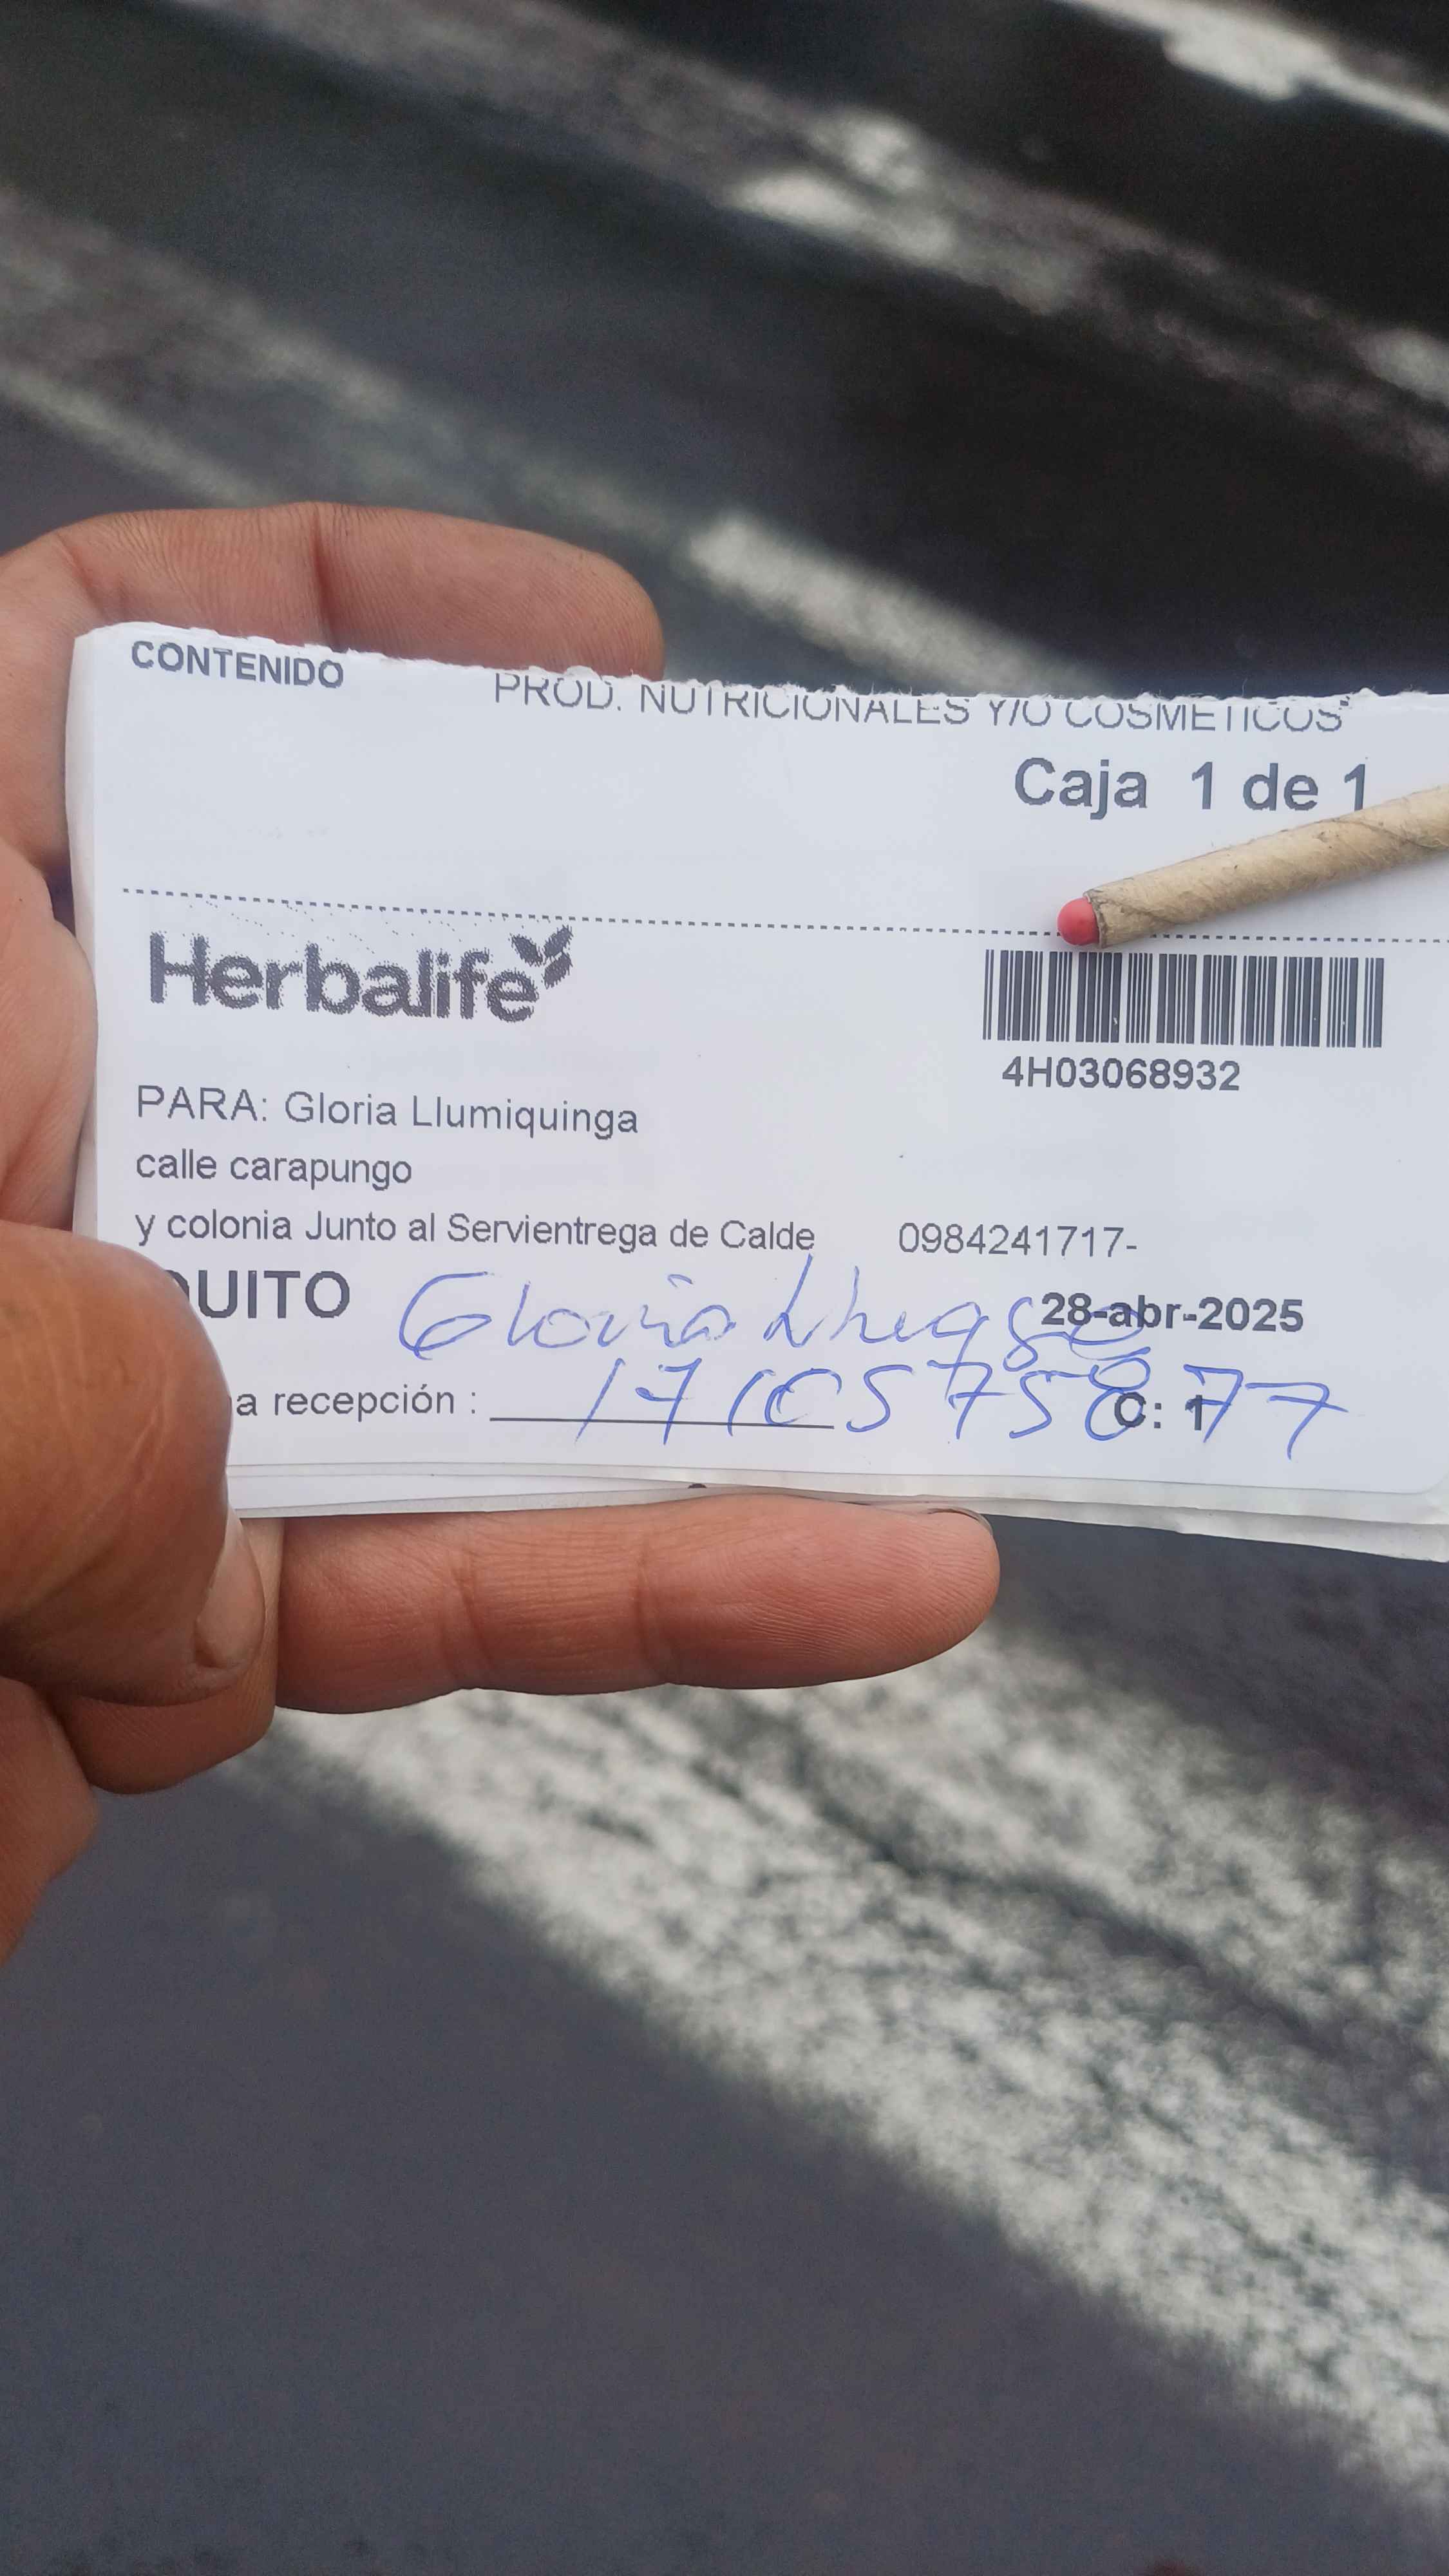 CONTENIDO PROD. NUTRICIONALES Y/O COSMETICOS
Caja 1 de 1
Herbalife
4H03068932
PARA: Gloria Llumiquinga
calle carapungo
y colonia Junto al Servientrega de Calde 0984241717-
UITO Gloria 28-abr-2025
a recepción : 1710575877 C: 1